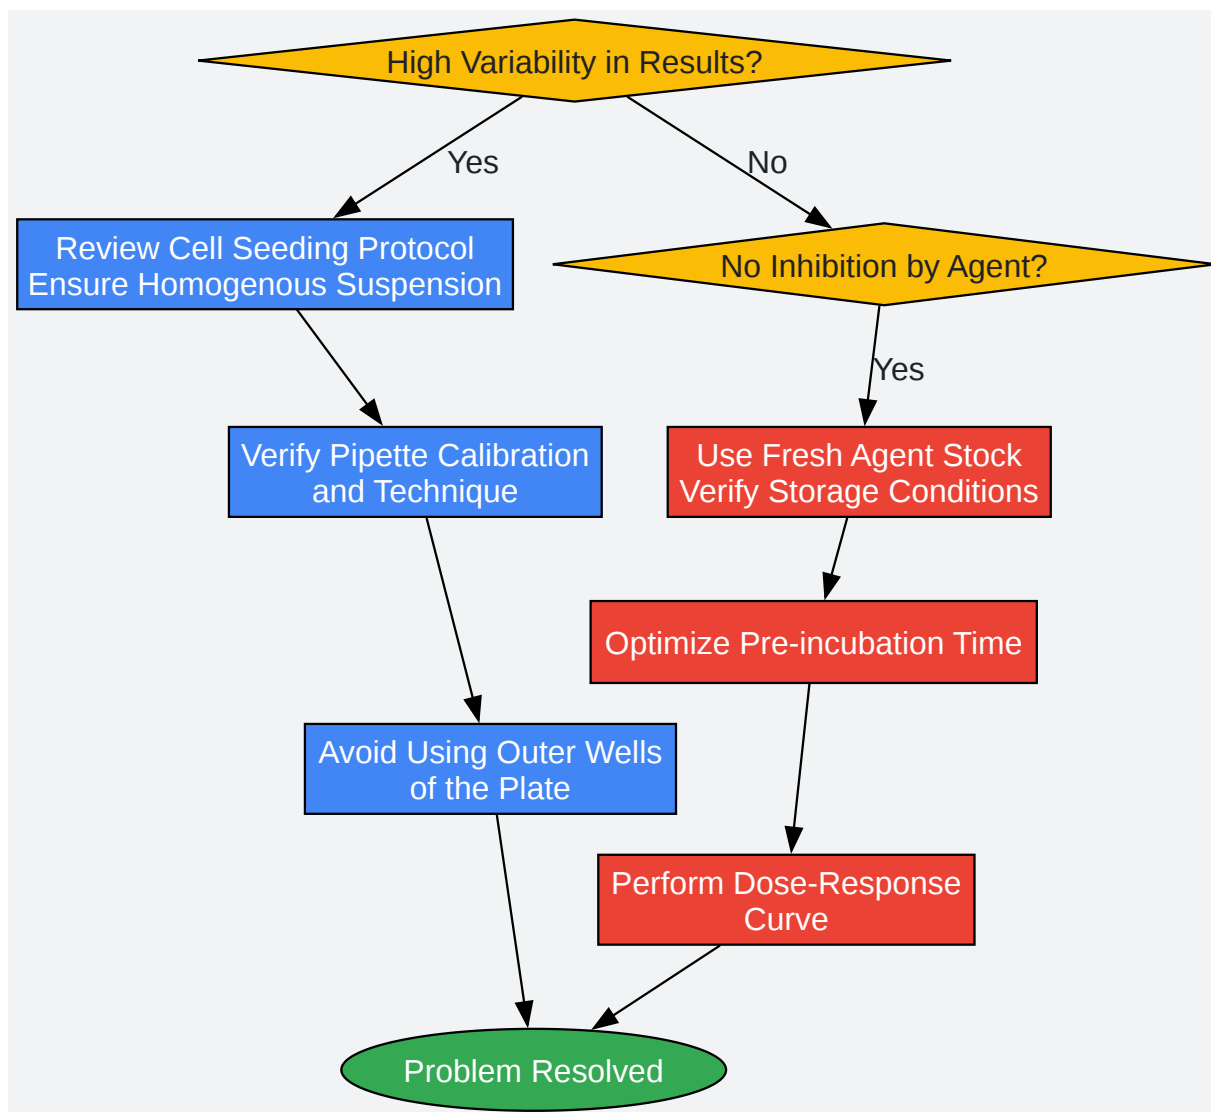 High Variability in Results?
Yes
No
Review Cell Seeding Protocol
Ensure Homogenous Suspension
No Inhibition by Agent?
Yes
Verify Pipette Calibration
and Technique
Use Fresh Agent Stock
Verify Storage Conditions
Optimize Pre-incubation Time
Avoid Using Outer Wells
of the Plate
Perform Dose-Response
Curve
Problem Resolved